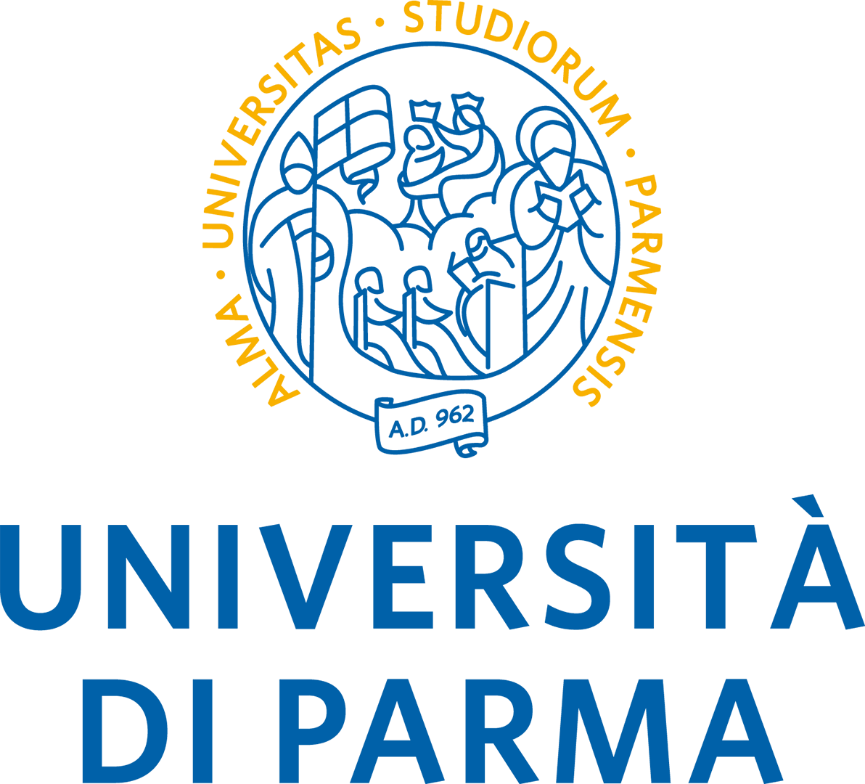 ALMA · UNIVERSITAS · STUDIORUM · PARMENSIS
A.D. 962
UNIVERSITÀ
DI PARMA